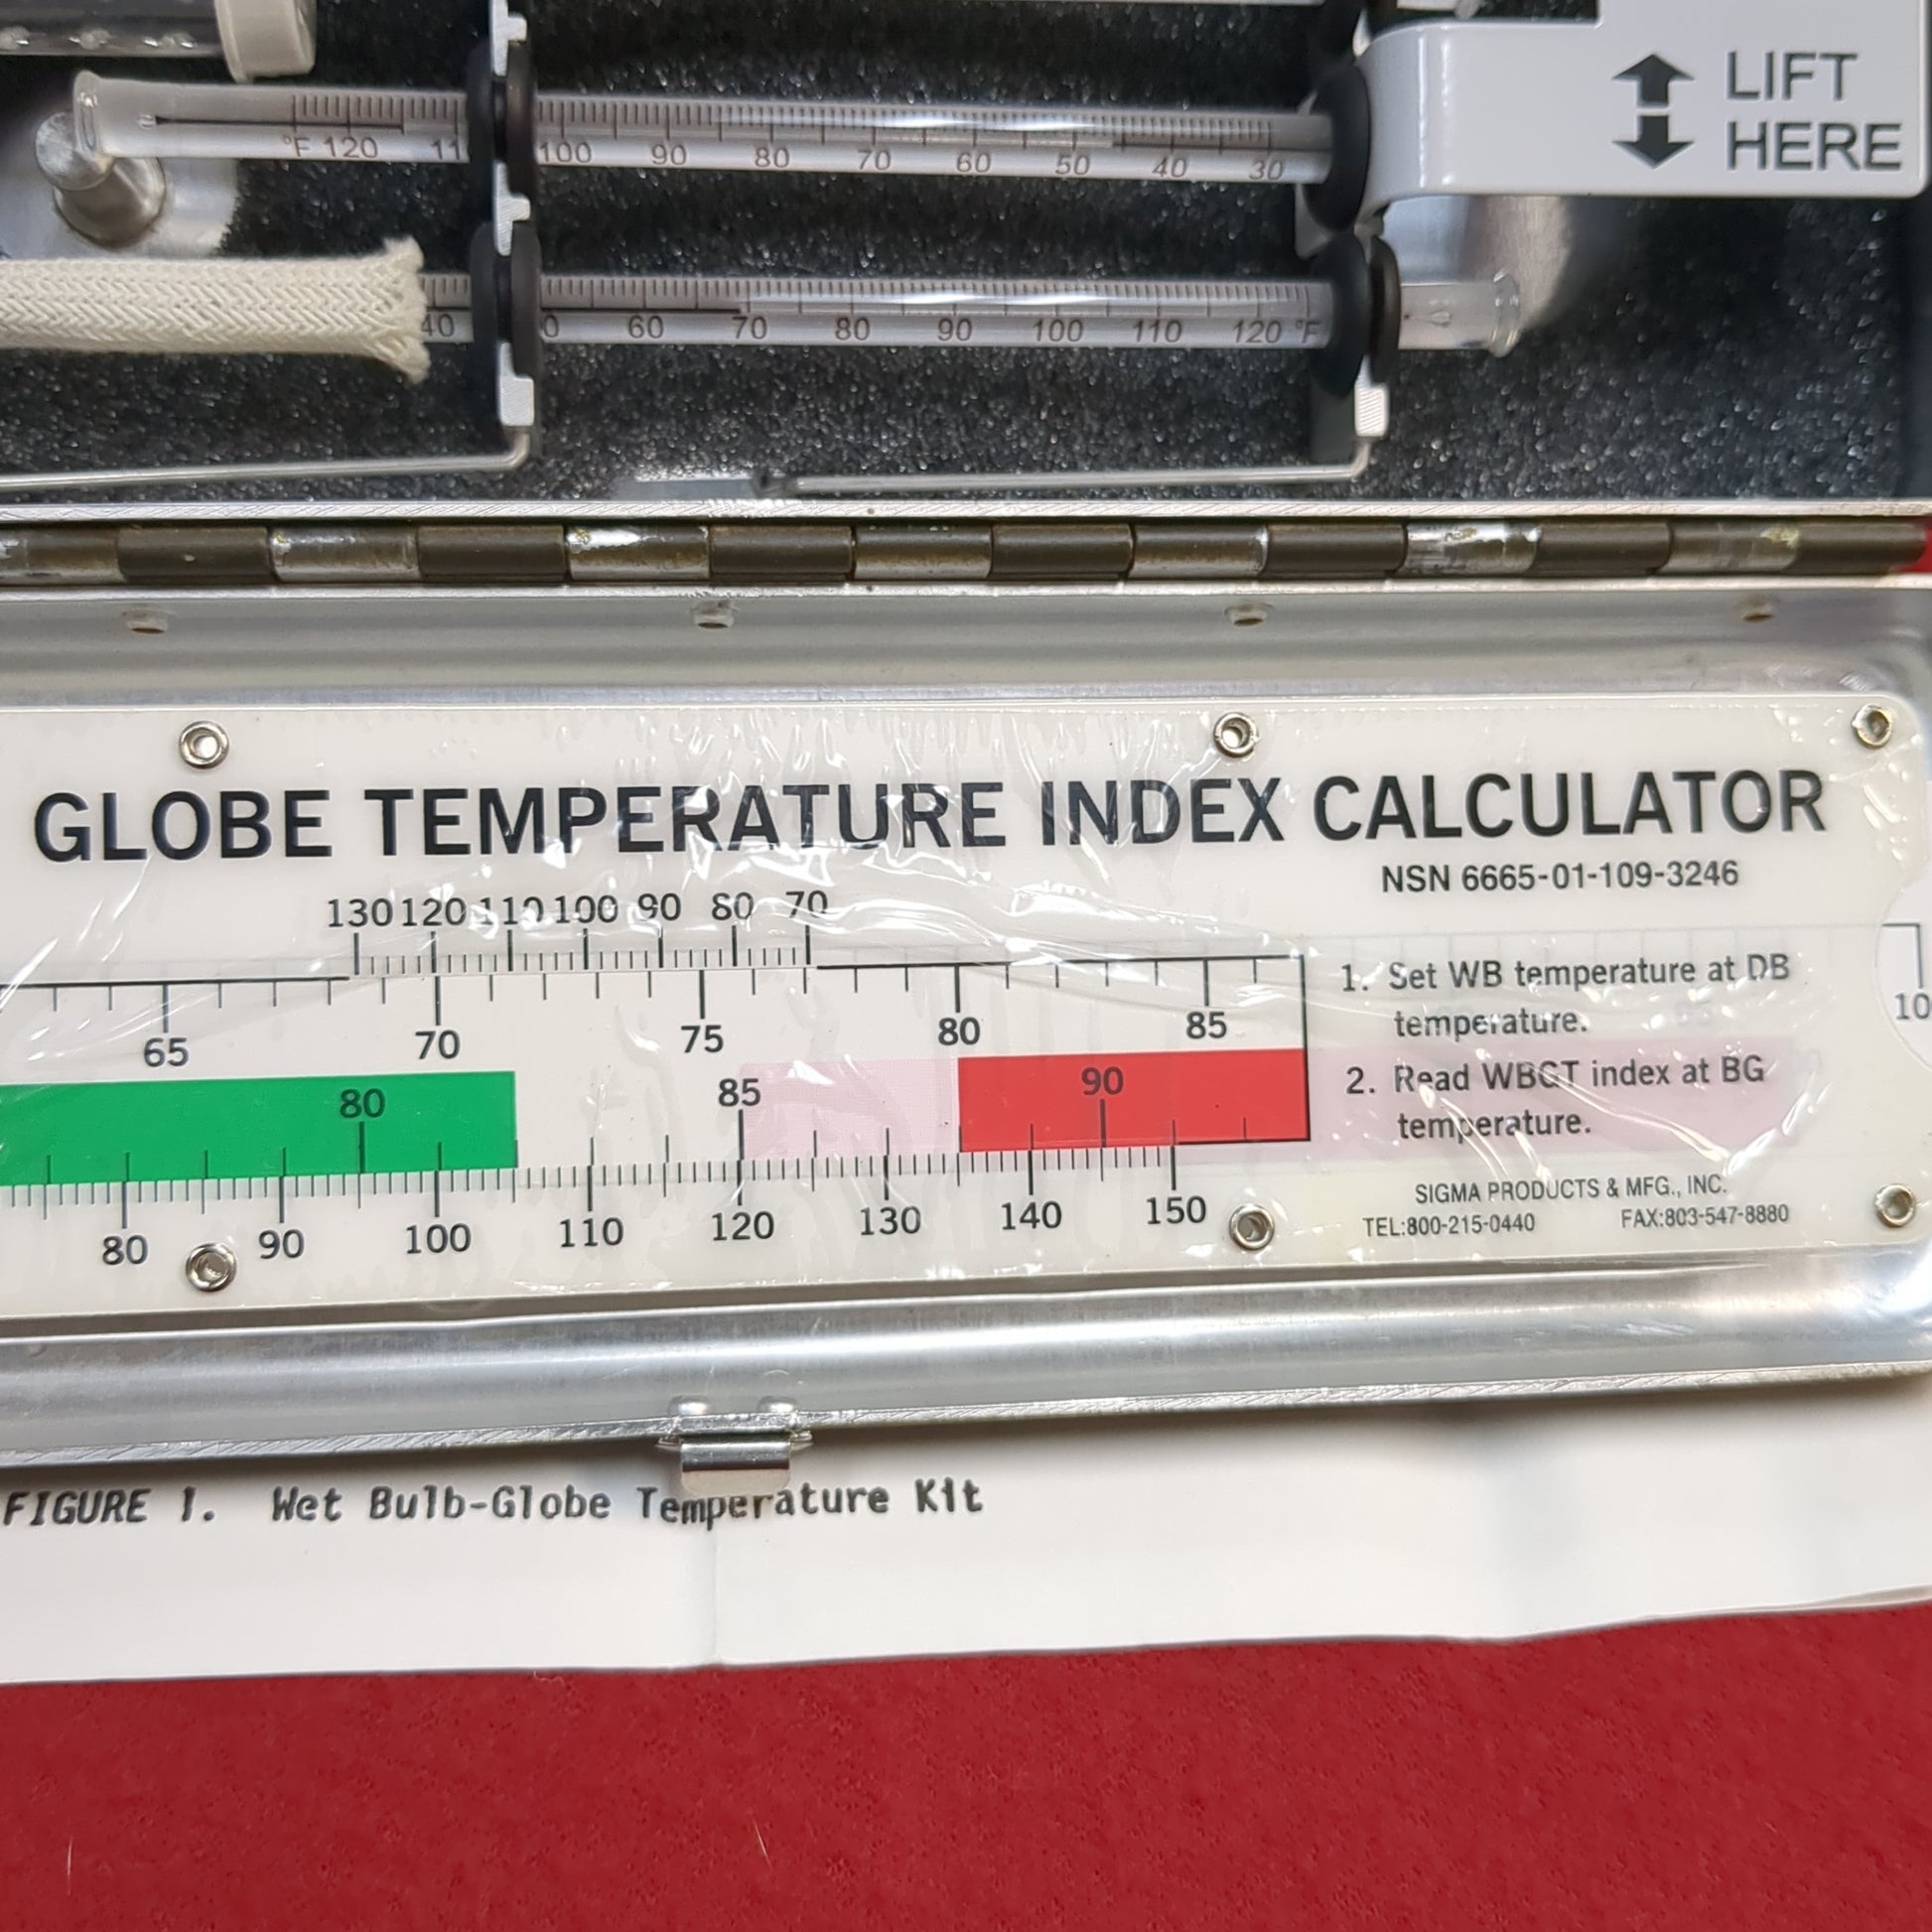 LIFT
HERE
°F 120 11 100 90 80 70 60 50 40 30
40 0 60 70 80 90 100 110 120 °F
GLOBE TEMPERATURE INDEX CALCULATOR
NSN 6665-01-109-3246
130 120 110 100 90 80 70
65 70 75 80 85
1. Set WB temperature at DB
temperature.
10
80 85 90
2. Read WBGT index at BG
temperature.
80 90 100 110 120 130 140 150
SIGMA PRODUCTS & MFG., INC.
TEL:800-215-0440 FAX:803-547-8880
FIGURE 1. Wet Bulb-Globe Temperature Kit